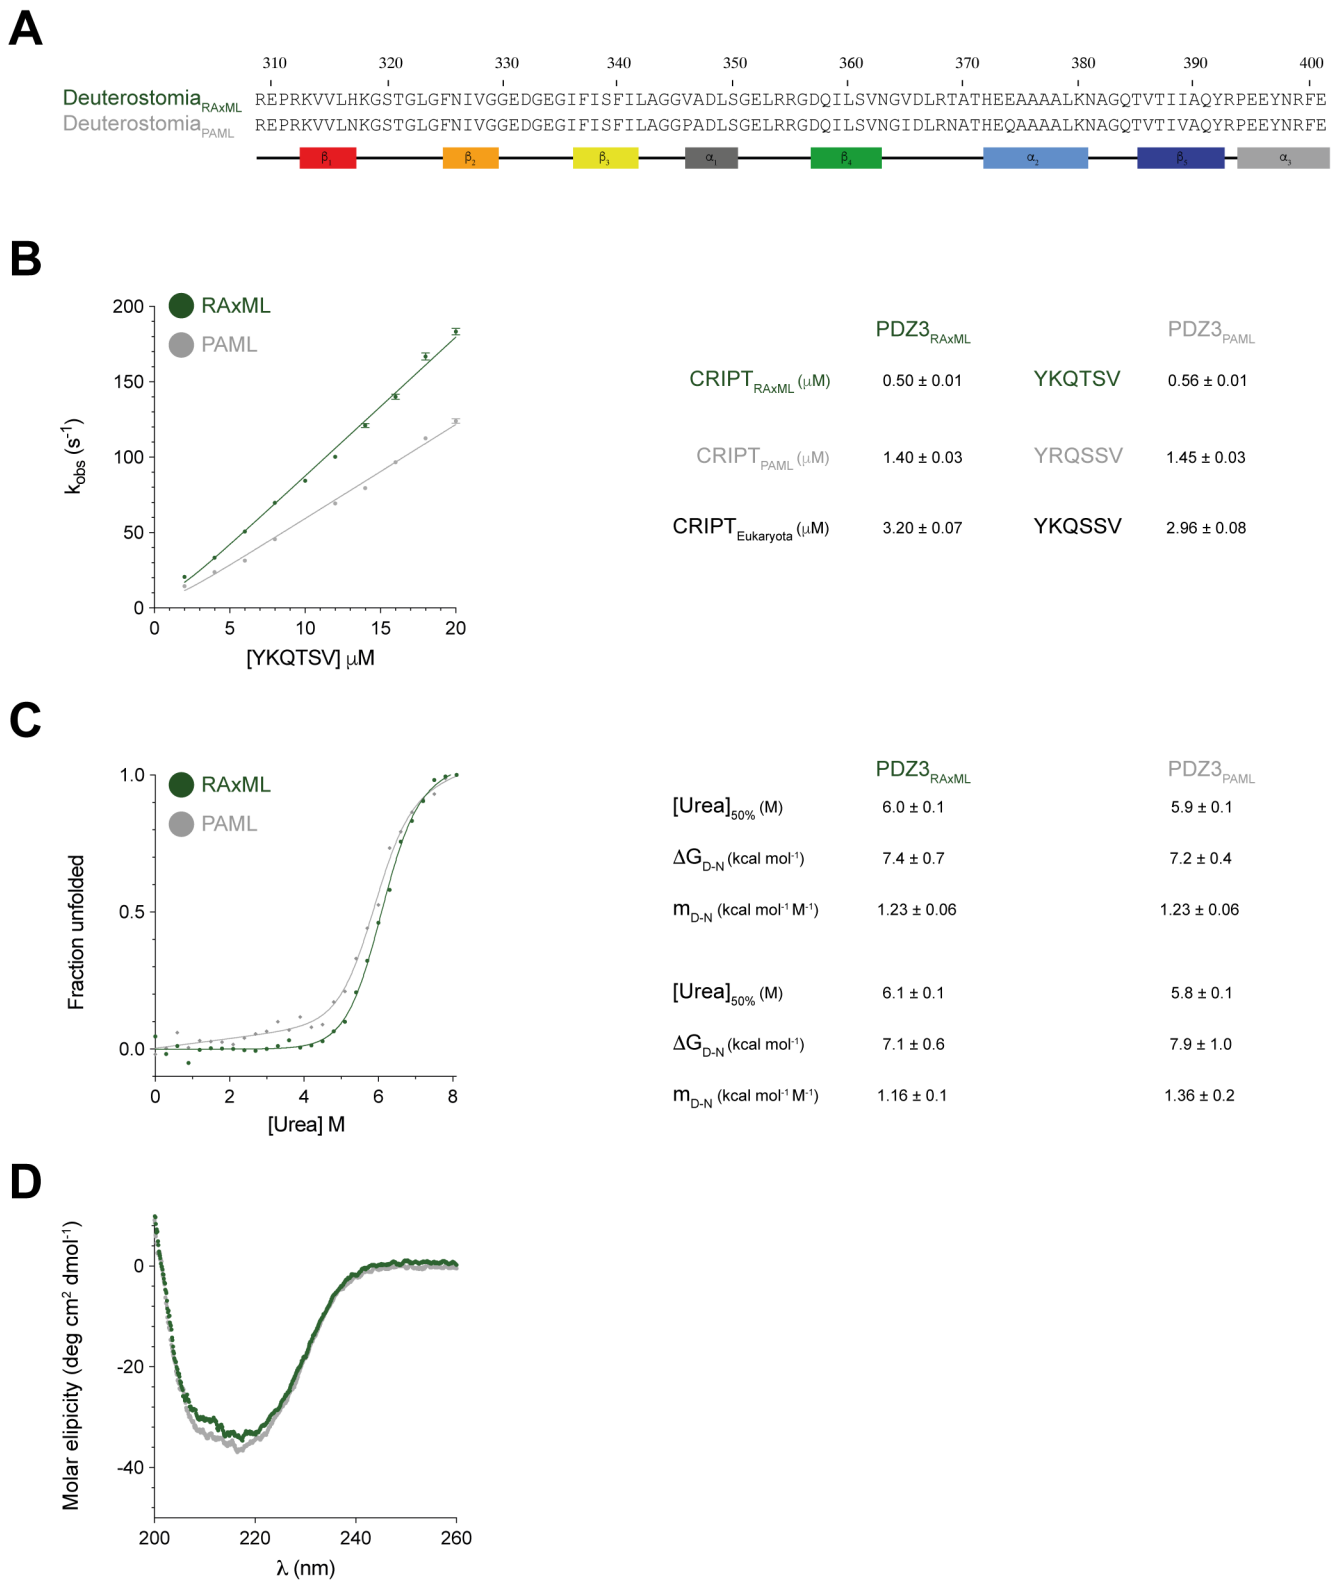 A
310 320 330 340 350 360 370 380 390 400
Deuterostomia RAxML REPRKVVLHKGSTGLGFNIVGGEDGEGIFISFILAGGVADLSGELRRGDQILSVNGVDLRTATHEEAAAALKNAGQTVTIIAQYRPEEYNRFE
Deuterostomia PAML REPRKVVLNKGSTGLGFNIVGGEDGEGIFISFILAGGPADLSGELRRGDQILSVNGIDLRNATHEQAAAALKNAGQTVTIVAQYRPEEYNRFE
β1 β2 β3 α1 β4 α2 β5 α3
B
RAxML
PAML
200
150
100
50
0
kobs (s-1)
0 5 10 15 20
[YKQTSV] μM
PDZ3RAxML PDZ3PAML
CRIPTRAxML (μM) 0.50 ± 0.01 YKQTSV 0.56 ± 0.01
CRIPTPAML (μM) 1.40 ± 0.03 YRQSSV 1.45 ± 0.03
CRIPTEukaryota (μM) 3.20 ± 0.07 YKQSSV 2.96 ± 0.08
C
RAxML
PAML
1.0
0.5
0.0
Fraction unfolded
0 2 4 6 8
[Urea] M
PDZ3RAxML PDZ3PAML
[Urea]50% (M) 6.0 ± 0.1 5.9 ± 0.1
ΔGD-N (kcal mol-1) 7.4 ± 0.7 7.2 ± 0.4
mD-N (kcal mol-1 M-1) 1.23 ± 0.06 1.23 ± 0.06
[Urea]50% (M) 6.1 ± 0.1 5.8 ± 0.1
ΔGD-N (kcal mol-1) 7.1 ± 0.6 7.9 ± 1.0
mD-N (kcal mol-1 M-1) 1.16 ± 0.1 1.36 ± 0.2
D
0
-20
-40
Molar elipicity (deg cm2 dmol-1)
200 220 240 260
λ (nm)